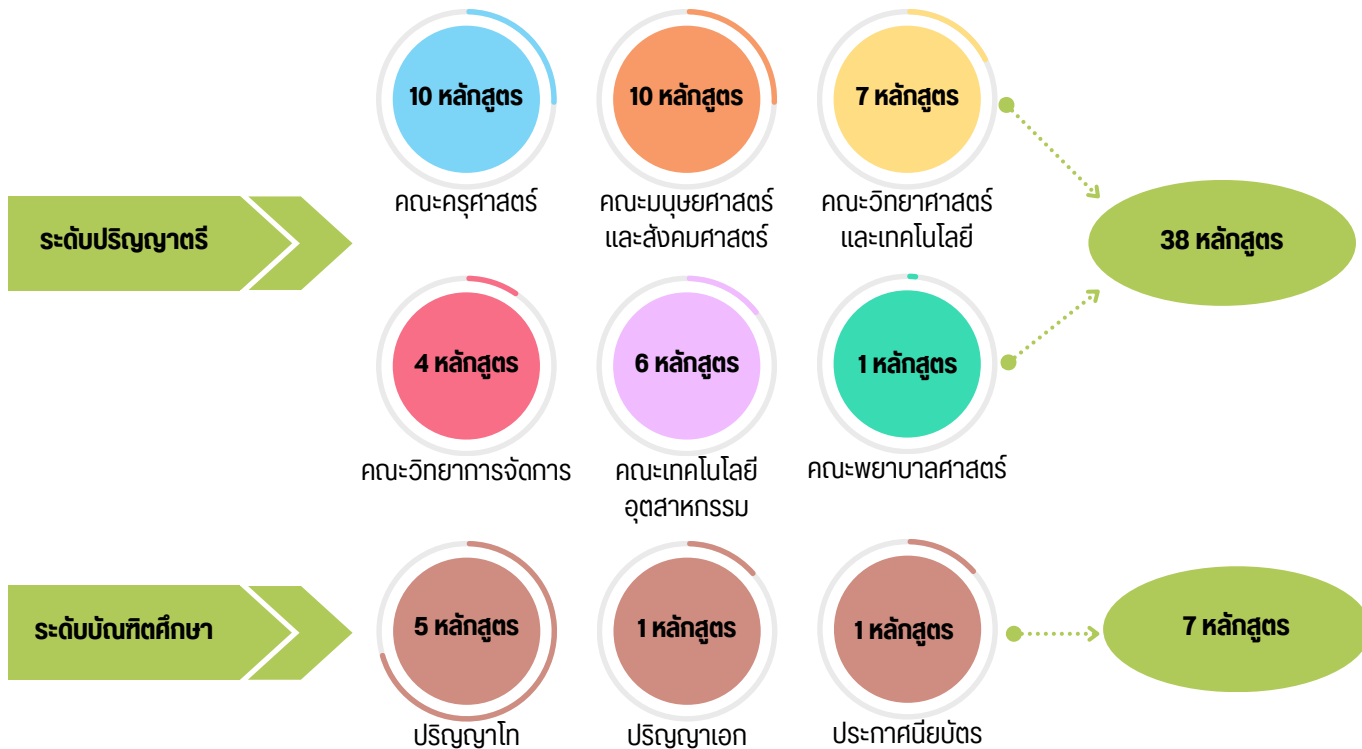 10 หลักสูตร
10 หลักสูตร
7 หลักสูตร
คณะครุศาสตร์
คณะมนุษยศาสตร์
และสังคมศาสตร์
คณะวิทยาศาสตร์
และเทคโนโลยี
ระดับปริญญาตรี
38 หลักสูตร
4 หลักสูตร
6 หลักสูตร
1 หลักสูตร
คณะวิทยาการจัดการ
คณะเทคโนโลยี
อุตสาหกรรม
คณะพยาบาลศาสตร์
ระดับบัณฑิตศึกษา
5 หลักสูตร
1 หลักสูตร
1 หลักสูตร
7 หลักสูตร
ปริญญาโท
ปริญญาเอก
ประกาศนียบัตร